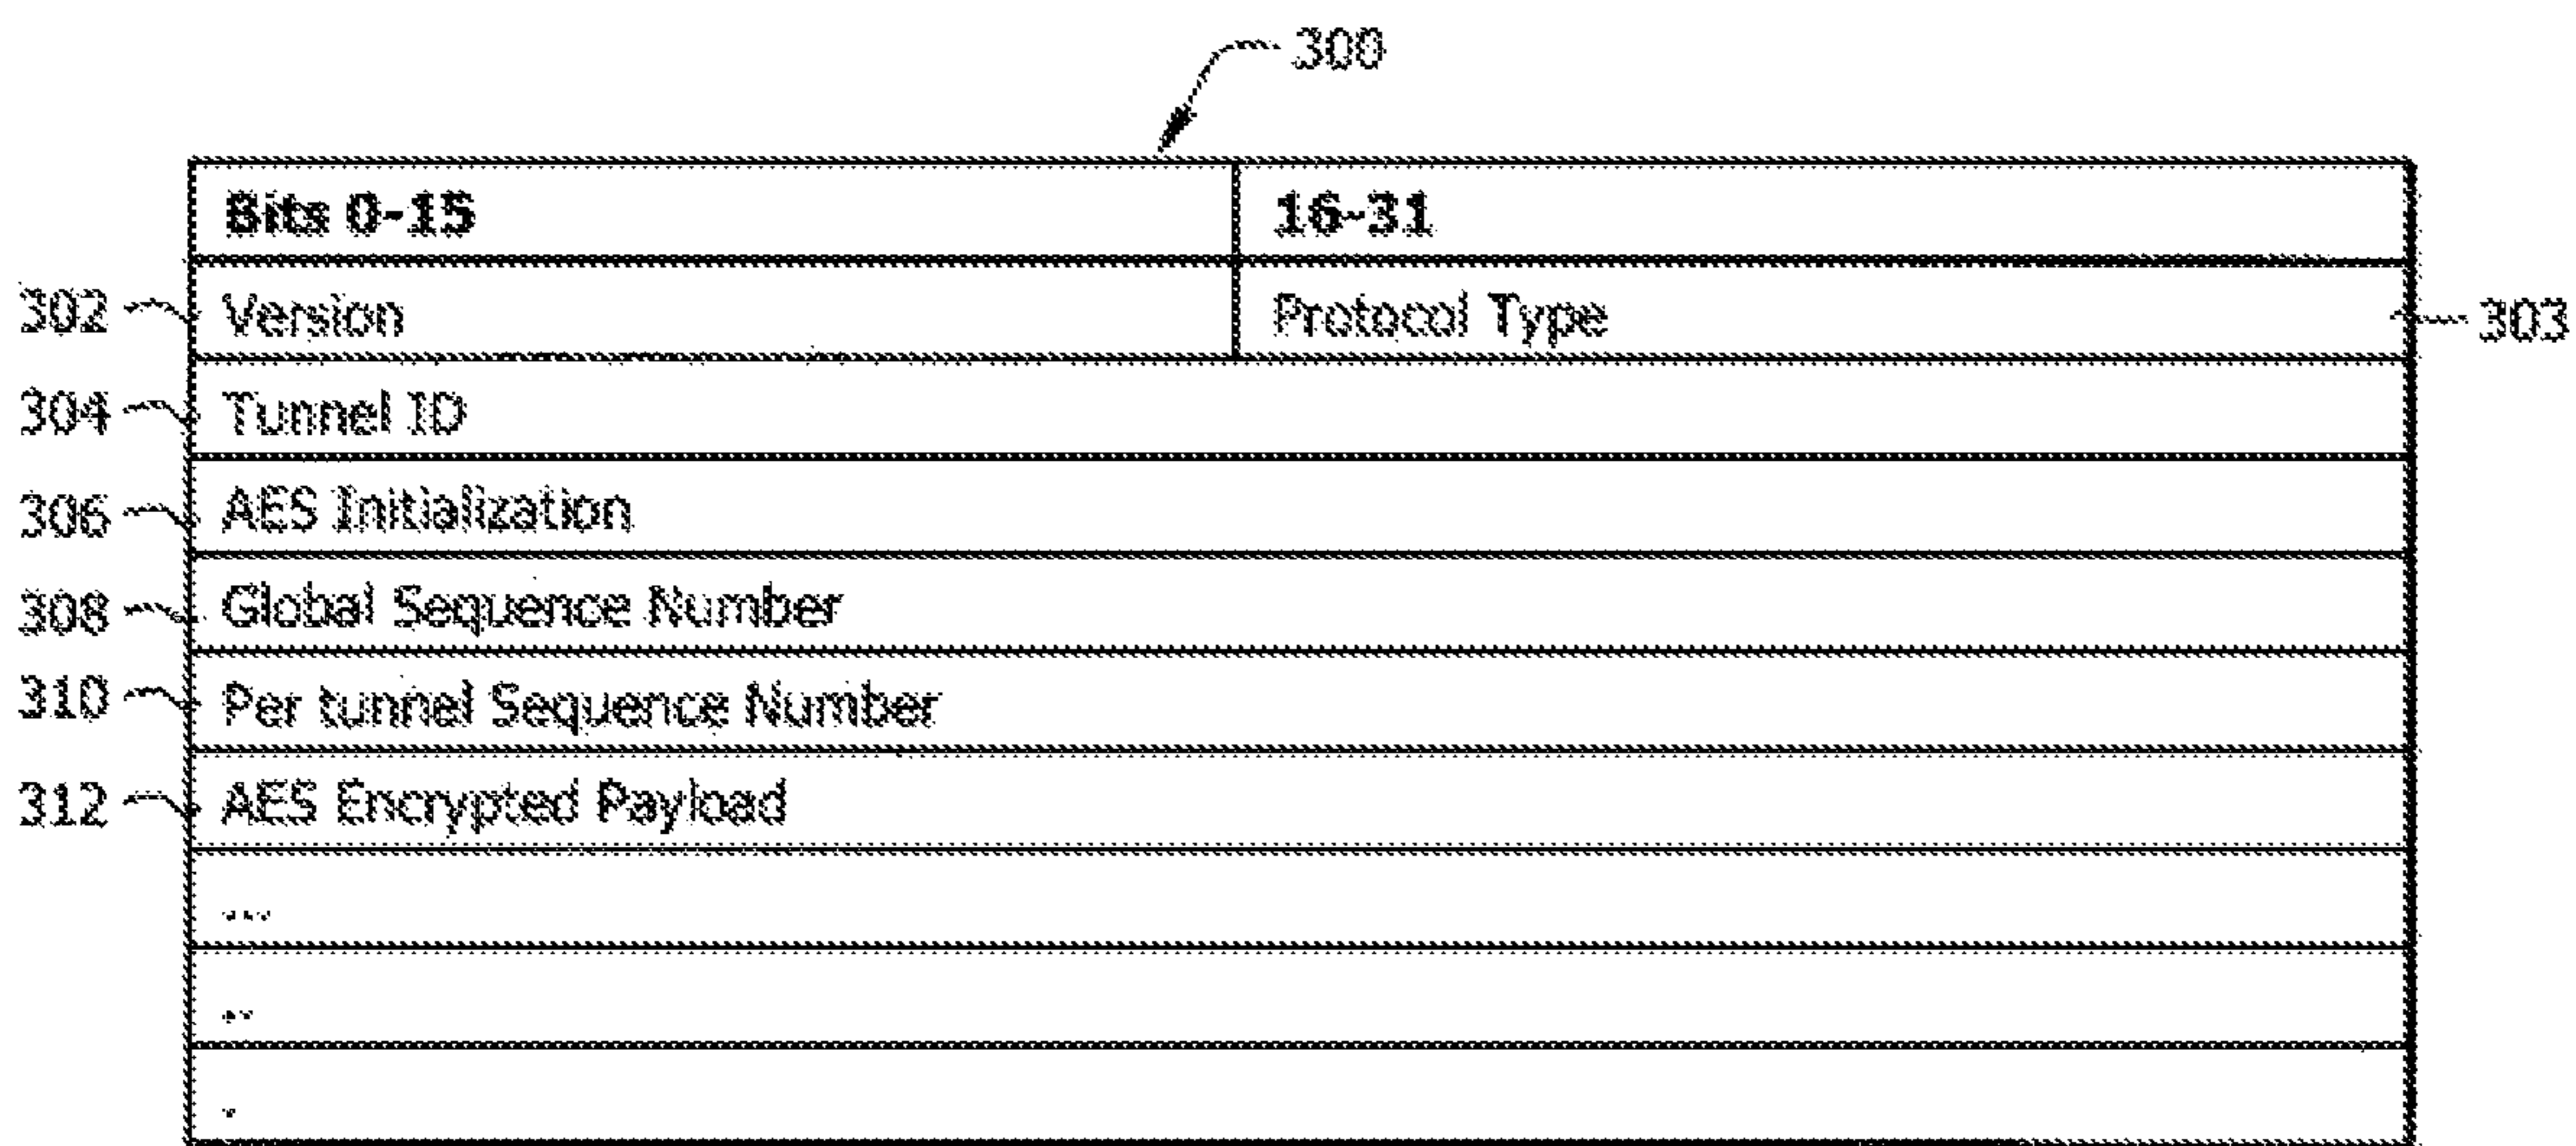 300
Bits 0-15 16-31
302 Version Protocol Type 303
304 Tunnel ID
306 AES Initialization
308 Global Sequence Number
310 Per tunnel Sequence Number
312 AES Encrypted Payload
...
..
.